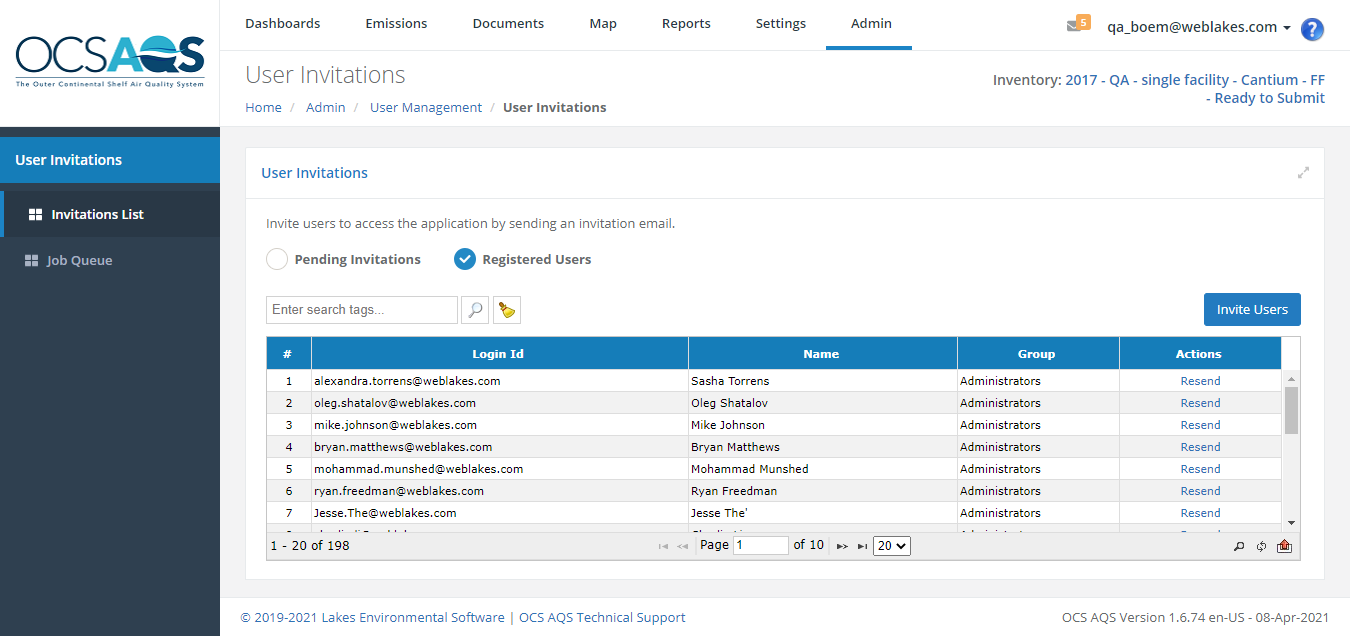 OCSAQS
The Outer Continental Shelf Air Quality System
Dashboards Emissions Documents Map Reports Settings Admin
5 qa_boem@weblakes.com ?
User Invitations
Home / Admin / User Management / User Invitations
Inventory: 2017 - QA - single facility - Cantium - FF
- Ready to Submit
User Invitations
Invitations List
Job Queue
User Invitations
Invite users to access the application by sending an invitation email.
Pending Invitations Registered Users
Enter search tags... Invite Users
# Login Id Name Group Actions
1 alexandra.torrens@weblakes.com Sasha Torrens Administrators Resend
2 oleg.shatalov@weblakes.com Oleg Shatalov Administrators Resend
3 mike.johnson@weblakes.com Mike Johnson Administrators Resend
4 bryan.matthews@weblakes.com Bryan Matthews Administrators Resend
5 mohammad.munshed@weblakes.com Mohammad Munshed Administrators Resend
6 ryan.freedman@weblakes.com Ryan Freedman Administrators Resend
7 Jesse.The@weblakes.com Jesse The' Administrators Resend
1 - 20 of 198 Page 1 of 10 20
© 2019-2021 Lakes Environmental Software | OCS AQS Technical Support
OCS AQS Version 1.6.74 en-US - 08-Apr-2021